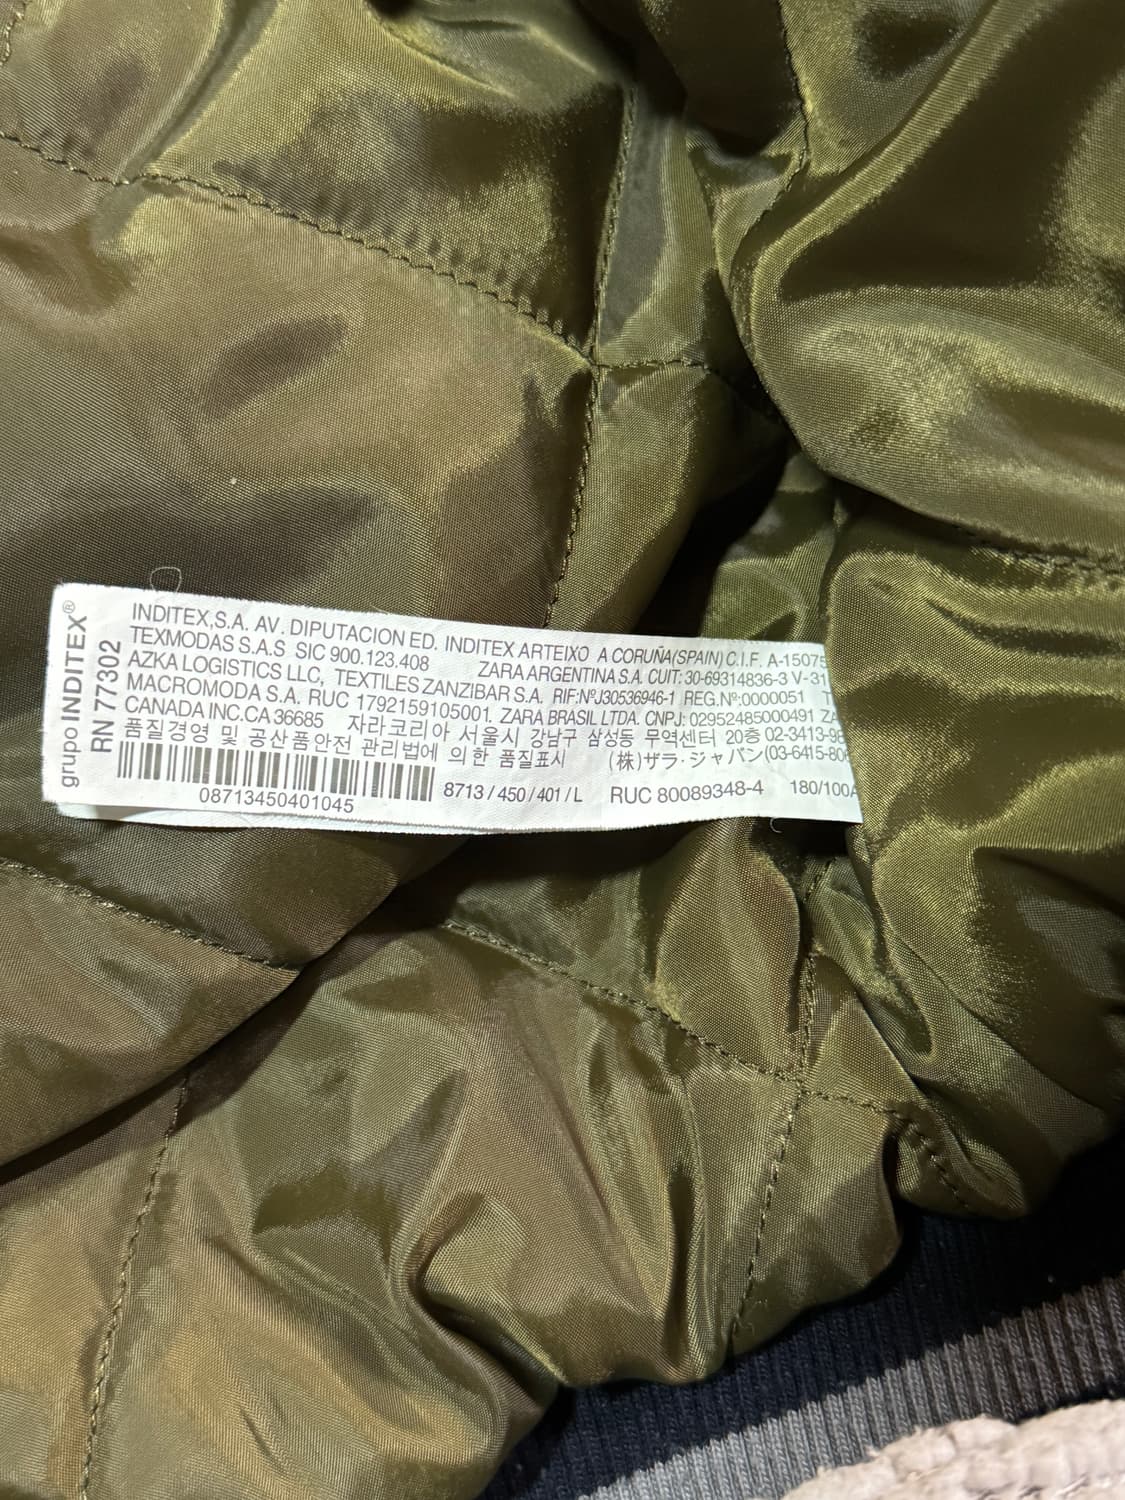 grupo INDITEX®
RN 77302
INDITEX,S.A. AV. DIPUTACION ED. INDITEX ARTEIXO A CORUÑA(SPAIN) C.I.F. A-15075
TEXMODAS S.A.S SIC 900.123.408 ZARA ARGENTINA S.A. CUIT: 30-69314836-3 V-31
AZKA LOGISTICS LLC, TEXTILES ZANZIBAR S.A. RIF:NºJ30536946-1 REG.Nº:0000051
MACROMODA S.A. RUC 1792159105001. ZARA BRASIL LTDA. CNPJ: 02952485000491
CANADA INC.CA 36685 자라코리아 서울시 강남구 삼성동 무역센터 20층 02-3413-
품질경영 및 공산품안전 관리법에 의한 품질표시 (株)ザラ・ジャパン(03-6415-80
08713450401045 8713 / 450 / 401 / L RUC 80089348-4 180/100A